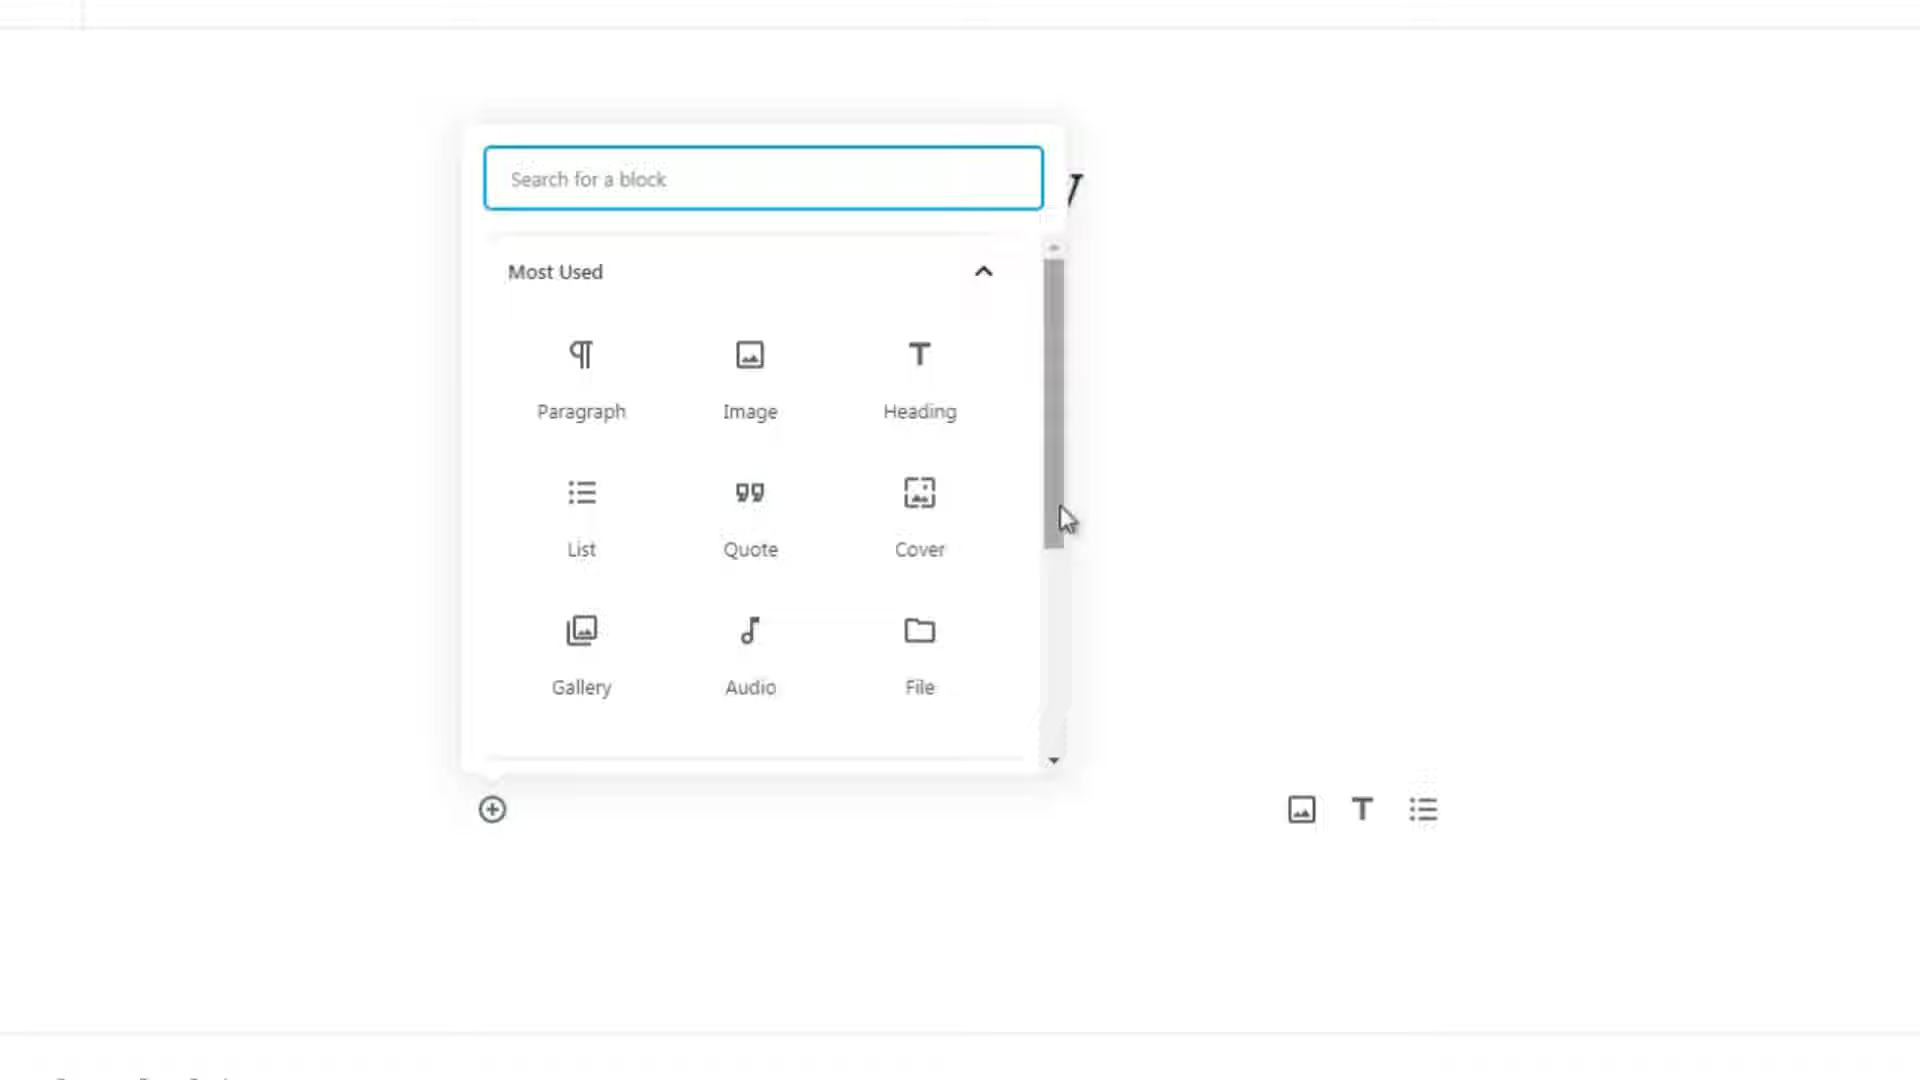 Search for a block
Most Used
Paragraph
Image
Heading
List
Quote
Cover
Gallery
Audio
File